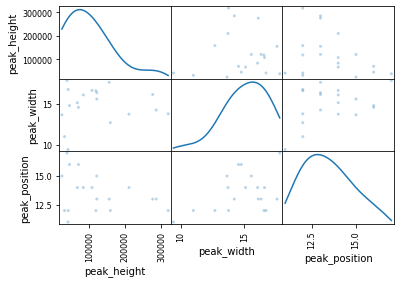 300000
200000
100000
peak_height
15
10
peak_width
15.0
12.5
peak_position
100000
200000
300000
10
15
12.5
15.0
peak_height
peak_width
peak_position